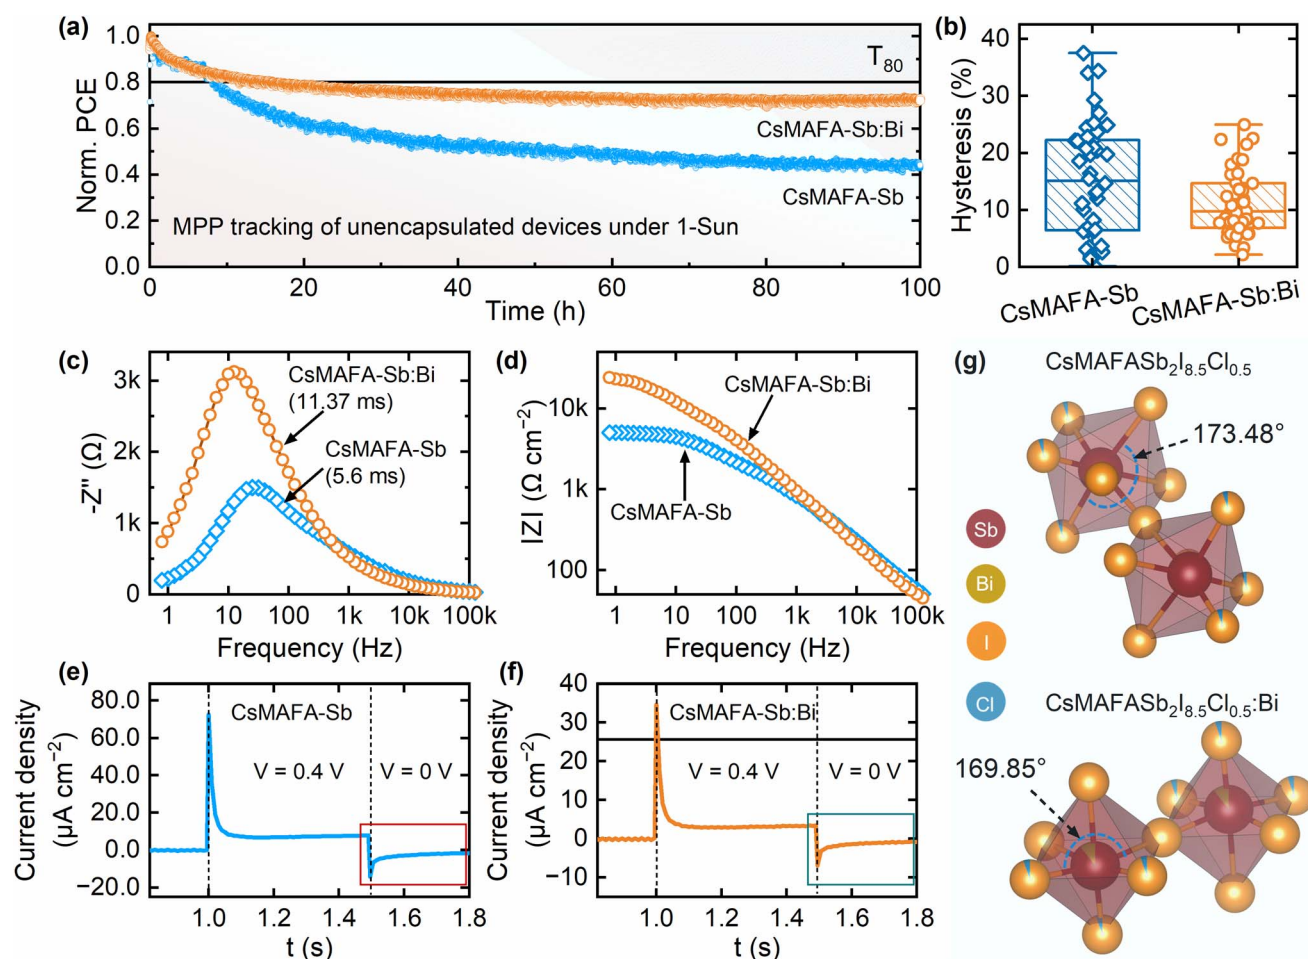 (a)
1.0
0.8
0.6
0.4
0.2
0.0
Norm. PCE
T₈₀
CsMAFA-Sb:Bi
CsMAFA-Sb
MPP tracking of unencapsulated devices under 1-Sun
0 20 40 60 80 100
Time (h)
(b)
40
30
20
10
0
Hysteresis (%)
CsMAFA-Sb
CsMAFA-Sb:Bi
(c)
3k
2k
1k
0
-Z'' (Ω)
CsMAFA-Sb:Bi
(11.37 ms)
CsMAFA-Sb
(5.6 ms)
1 10 100 1k 10k 100k
Frequency (Hz)
(d)
10k
1k
100
|Z| (Ω cm⁻²)
CsMAFA-Sb:Bi
CsMAFA-Sb
1 10 100 1k 10k 100k
Frequency (Hz)
(g)
CsMAFASb₂I₈.₅Cl₀.₅
173.48°
Sb
Bi
I
Cl
CsMAFASb₂I₈.₅Cl₀.₅:Bi
169.85°
(e)
80.0
60.0
40.0
20.0
0.0
−20.0
Current density
(µA cm⁻²)
CsMAFA-Sb
V = 0.4 V
V = 0 V
1.0 1.2 1.4 1.6 1.8
t (s)
(f)
40
30
20
10
0
−10
Current density
(µA cm⁻²)
CsMAFA-Sb:Bi
V = 0.4 V
V = 0 V
1.0 1.2 1.4 1.6 1.8
t (s)